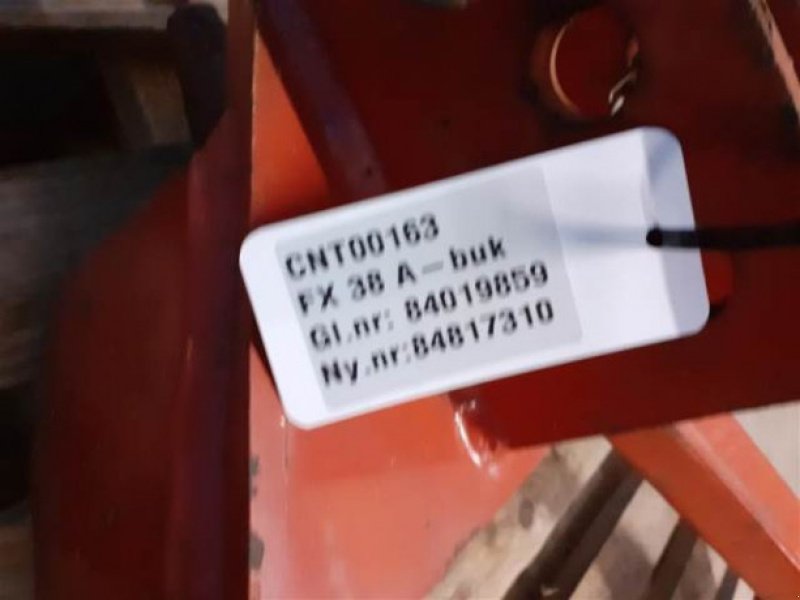 CNT00163
FX 38 A-buk
Gl.nr: 84019859
Ny.nr:84817310